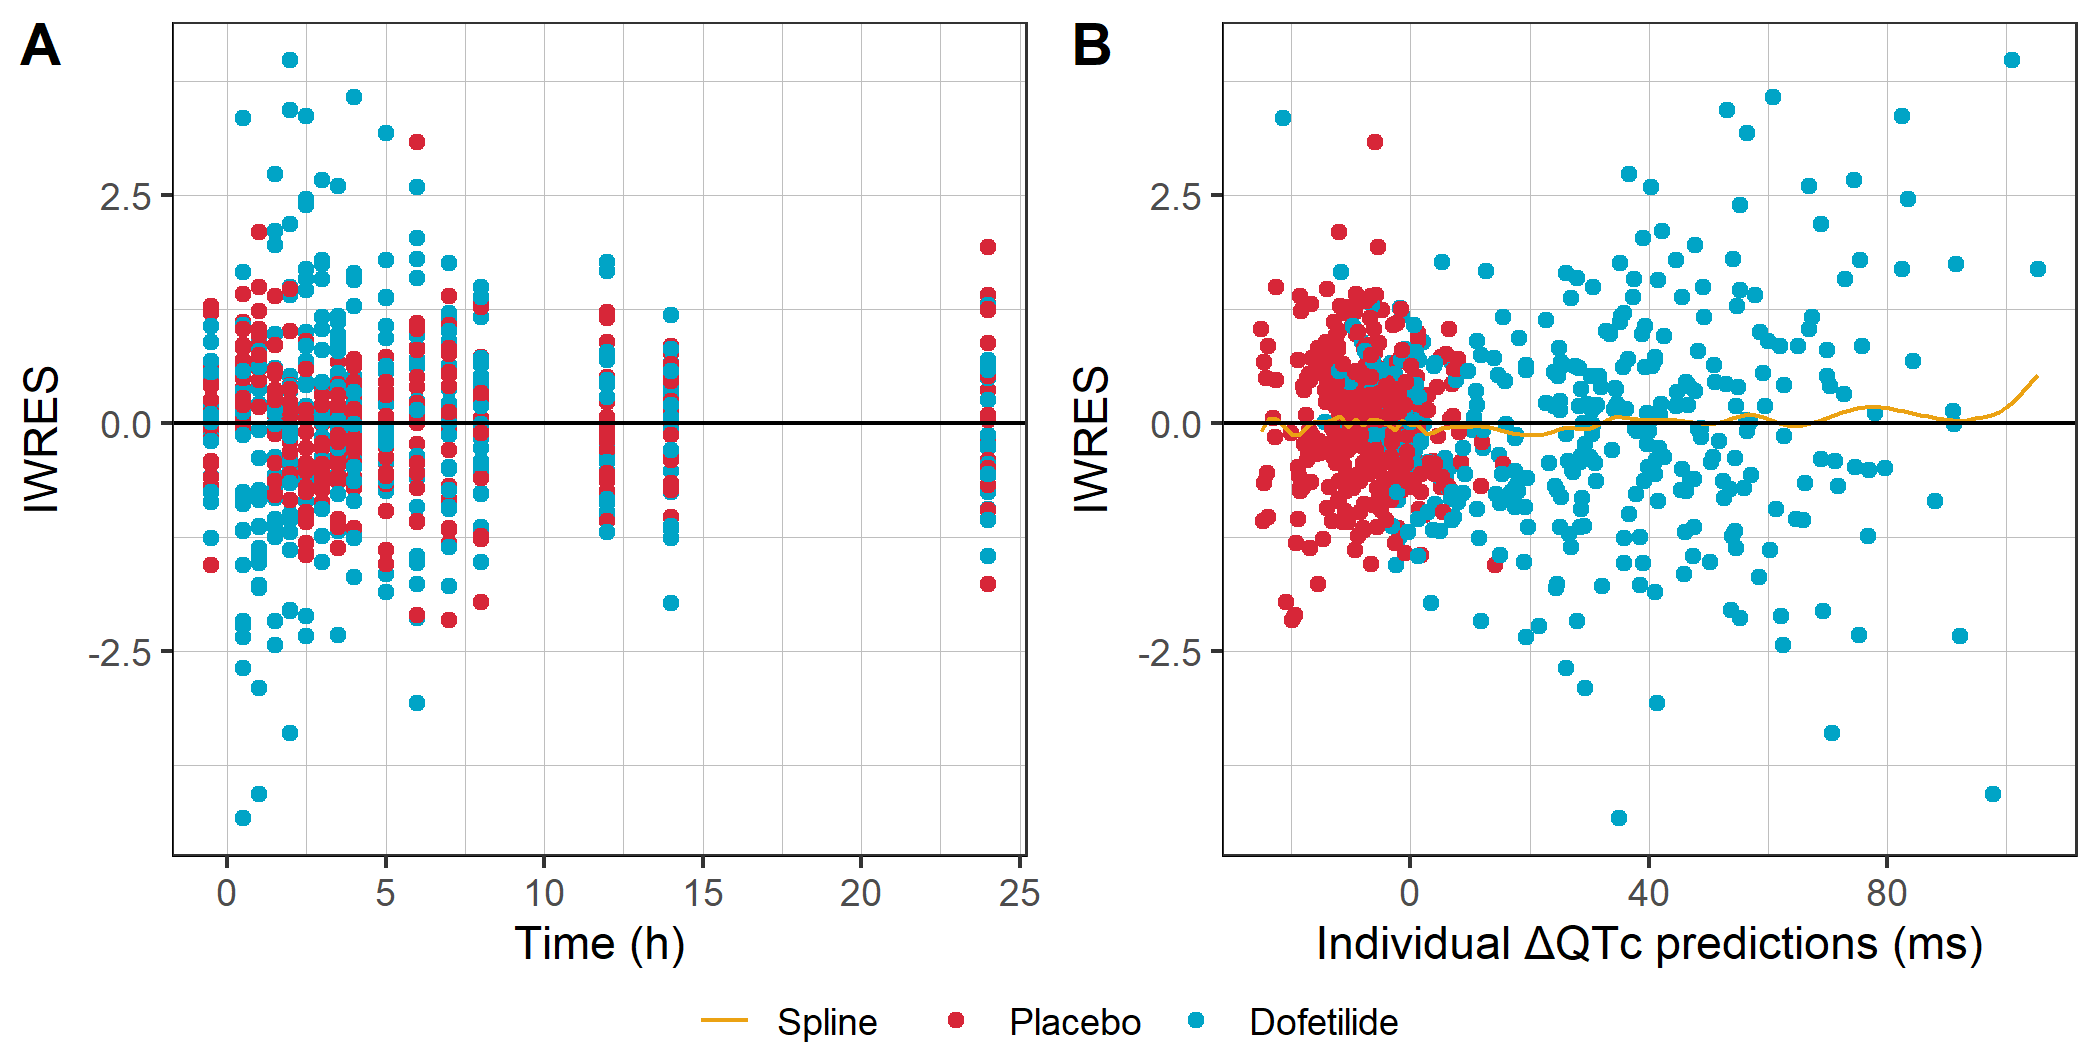 A
B
IWRES
2.5
0.0
-2.5
0 5 10 15 20 25
Time (h)
IWRES
2.5
0.0
-2.5
0 40 80
Individual ΔQTc predictions (ms)
Spline Placebo Dofetilide